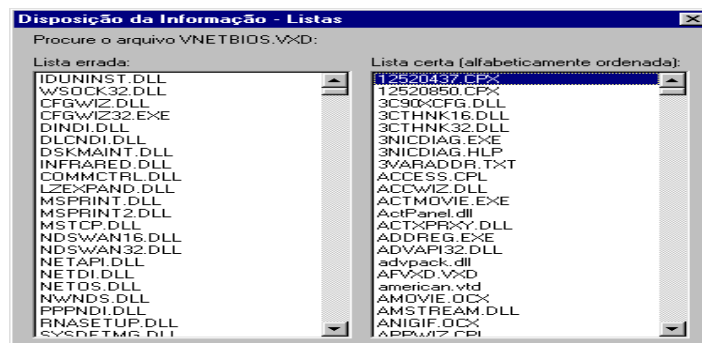 Disposição da Informação - Listas
Procure o arquivo VNETBIOS.VXD:
Lista errada:
IDUNINST.DLL
WSOCK32.DLL
CFGWIZ.DLL
CFGWIZ32.EXE
DINDI.DLL
DLCNDI.DLL
DSKMAINT.DLL
INFRARED.DLL
COMMCTRL.DLL
LZEXPAND.DLL
MSPRINT.DLL
MSPRINT2.DLL
MSTCP.DLL
NDSWAN16.DLL
NDSWAN32.DLL
NETAPI.DLL
NETDI.DLL
NETOS.DLL
NWNDS.DLL
PPPNDI.DLL
RNASETUP.DLL
SYSDETMG.DLL
Lista certa (alfabeticamente ordenada):
12520437.CPX
12520850.CPX
3C90XCFG.DLL
3CTHNK16.DLL
3CTHNK32.DLL
3NICDIAG.EXE
3NICDIAG.HLP
3VARADDR.TXT
ACCESS.CPL
ACCWIZ.DLL
ACTMOVIE.EXE
ActPanel.dll
ACTXPRXY.DLL
ADDREG.EXE
ADVAPI32.DLL
advpack.dll
AFVXD.VXD
american.vtd
AMOVIE.OCX
AMSTREAM.DLL
ANIGIF.OCX
APPWIZ.CPL